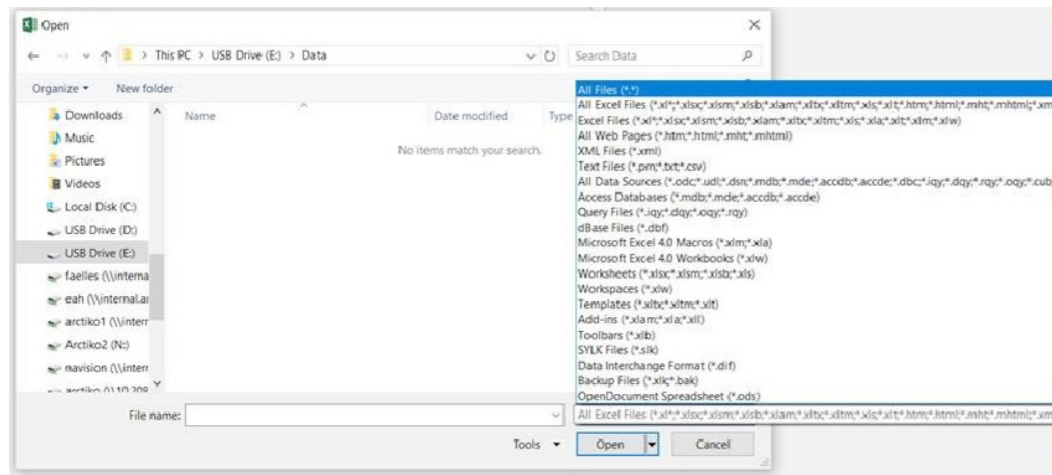 Open
This PC > USB Drive (E:) > Data
Search Data
Organize
New folder
Downloads
Music
Pictures
Videos
Local Disk (C:)
USB Drive (D:)
USB Drive (E:)
faelles (\\interna
eah (\\internal.ar
arctiko1 (\\intern
Arctiko2 (N:)
navision (\\intern
arctiko (\\10.208
Name
Date modified
Type
No items match your search.
All Files (*.*)
All Excel Files (*.xl*;*.xlsx;*.xlsm;*.xlsb;*.xlam;*.xltx;*.xltm;*.xls;*.xlt;*.htm;*.html;*.mht;*.mhtml;*.xm
Excel Files (*.xl*;*.xlsx;*.xlsm;*.xlsb;*.xlam;*.xltx;*.xltm;*.xls;*.xla;*.xlt;*.xlm;*.xlw)
All Web Pages (*.htm;*.html;*.mht;*.mhtml)
XML Files (*.xml)
Text Files (*.prn;*.txt;*.csv)
All Data Sources (*.odc;*.udl;*.dsn;*.mdb;*.mde;*.accdb;*.accde;*.dbc;*.iqy;*.dqy;*.rqy;*.oqy;*.cub
Access Databases (*.mdb;*.mde;*.accdb;*.accde)
Query Files (*.iqy;*.dqy;*.oqy;*.rqy)
dBase Files (*.dbf)
Microsoft Excel 4.0 Macros (*.xlm;*.xla)
Microsoft Excel 4.0 Workbooks (*.xlw)
Worksheets (*.xlsx;*.xlsm;*.xlsb;*.xls)
Workspaces (*.xlw)
Templates (*.xltx;*.xltm;*.xlt)
Add-ins (*.xlam;*.xla;*.xll)
Toolbars (*.xlb)
SYLK Files (*.slk)
Data Interchange Format (*.dif)
Backup Files (*.xlk;*.bak)
OpenDocument Spreadsheet (*.ods)
File name:
All Excel Files (*.xl*;*.xlsx;*.xlsm;*.xlsb;*.xlam;*.xltx;*.xltm;*.xls;*.xlt;*.htm;*.html;*.mht;*.mhtml;*.xm
Tools
Open
Cancel